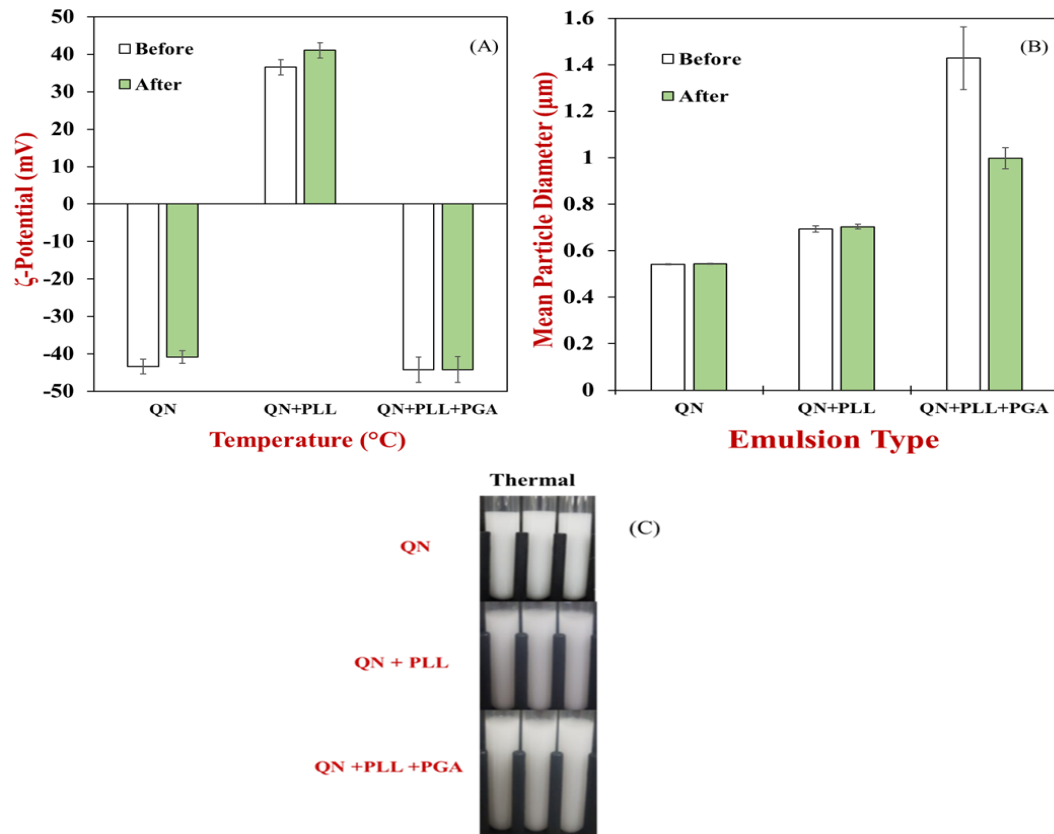 50
40
30
20
10
0
-10
-20
-30
-40
-50
ζ-Potential (mV)
Before
After
(A)
QN
QN+PLL
QN+PLL+PGA
Temperature (°C)
1.6
1.4
1.2
1
0.8
0.6
0.4
0.2
0
Mean Particle Diameter (μm)
Before
After
(B)
QN
QN+PLL
QN+PLL+PGA
Emulsion Type
Thermal
(C)
QN
QN + PLL
QN +PLL +PGA